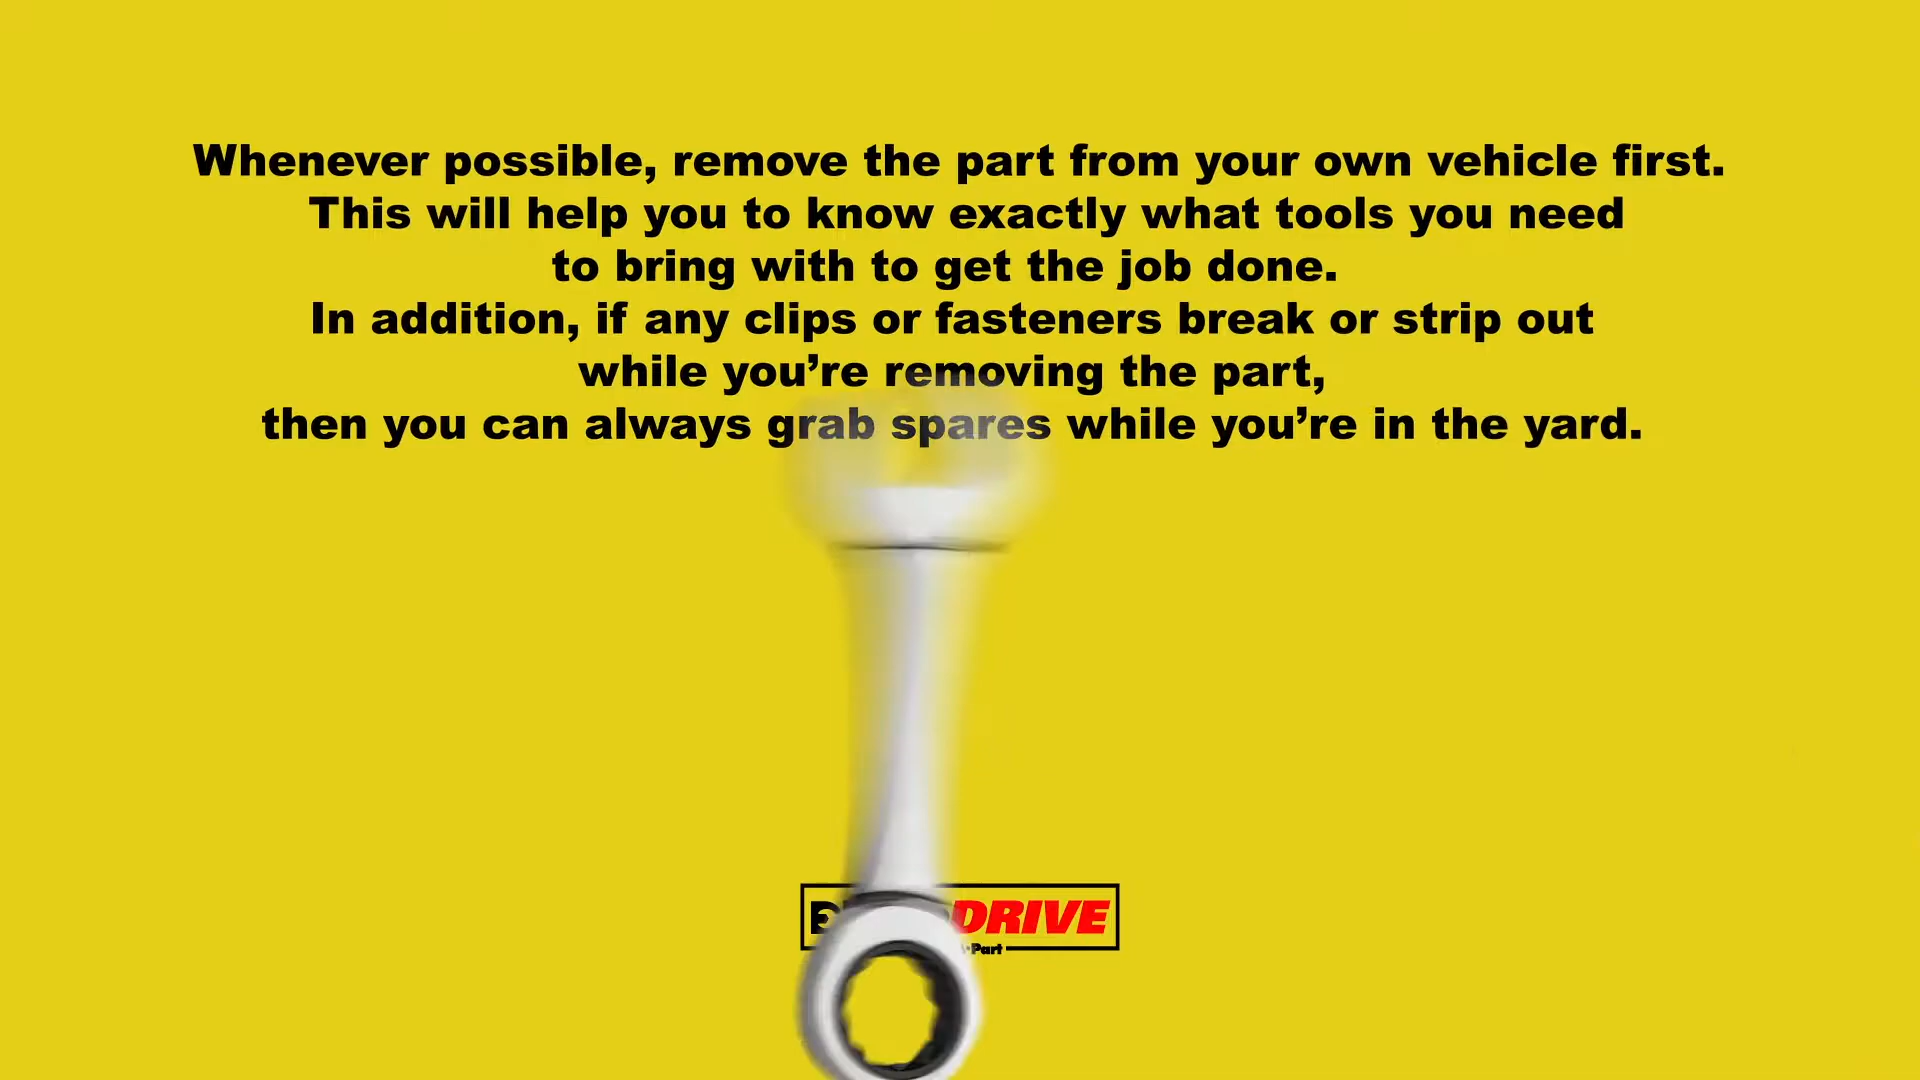 Whenever possible, remove the part from your own vehicle first.
This will help you to know exactly what tools you need
to bring with to get the job done.
In addition, if any clips or fasteners break or strip out
while you’re removing the part,
then you can always grab spares while you’re in the yard.
DRIVE
Part